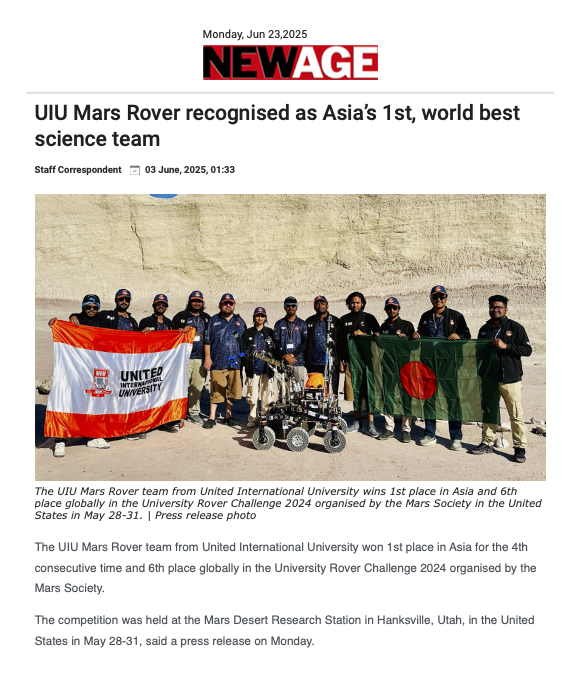 Monday, Jun 23,2025
NEWAGE
UIU Mars Rover recognised as Asia’s 1st, world best
science team
Staff Correspondent 03 June, 2025, 01:33
UIU
UNITED
INTERNATIONAL
UNIVERSITY
The UIU Mars Rover team from United International University wins 1st place in Asia and 6th
place globally in the University Rover Challenge 2024 organised by the Mars Society in the United
States in May 28-31. | Press release photo
The UIU Mars Rover team from United International University won 1st place in Asia for the 4th
consecutive time and 6th place globally in the University Rover Challenge 2024 organised by the
Mars Society.
The competition was held at the Mars Desert Research Station in Hanksville, Utah, in the United
States in May 28-31, said a press release on Monday.